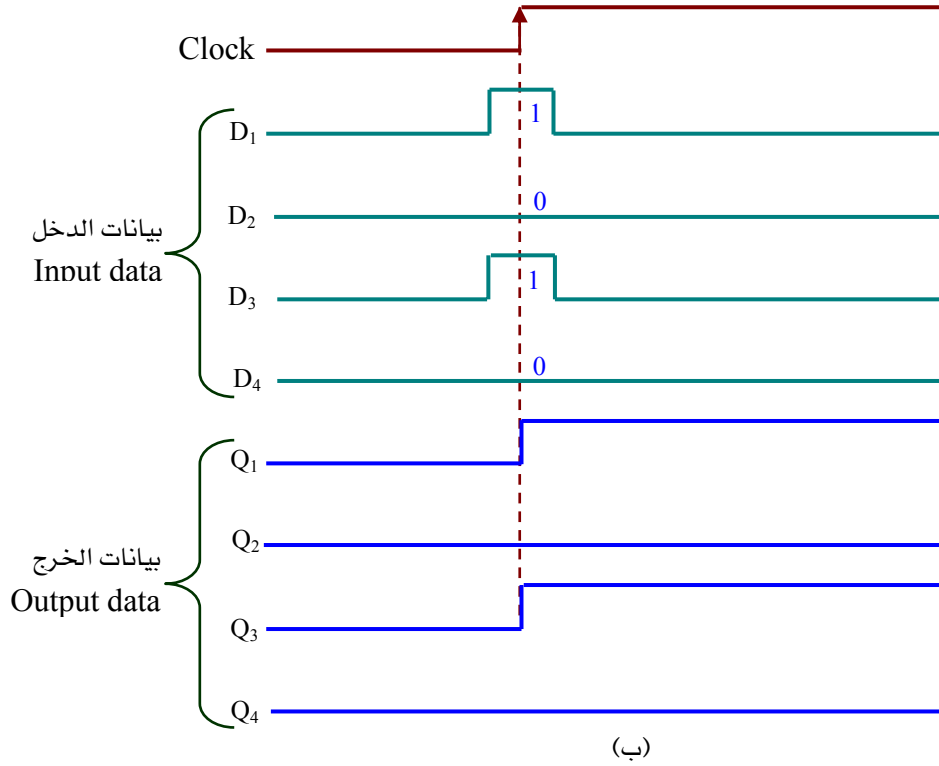 Clock
D₁
1
D₂
0
بيانات الدخل
Input data
D₃
1
D₄
0
Q₁
Q₂
بيانات الخرج
Output data
Q₃
Q₄
(ب)